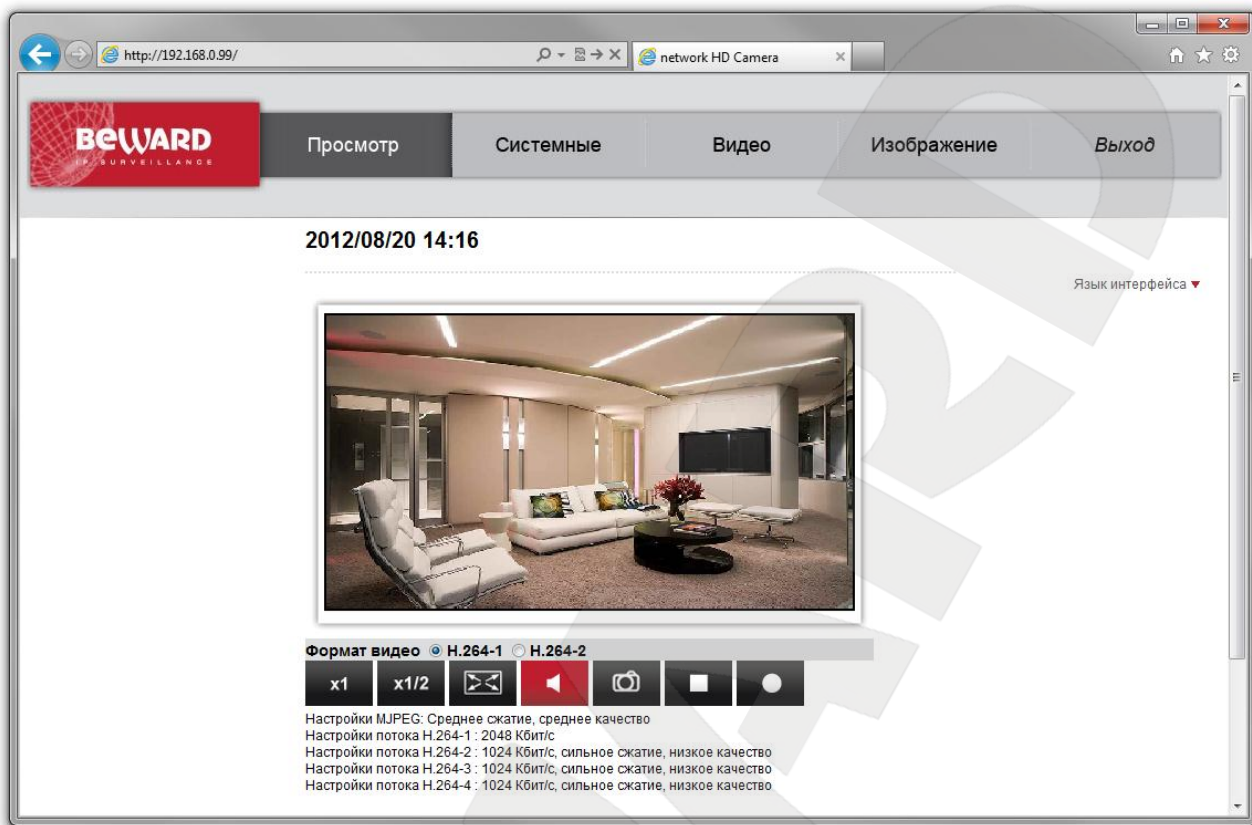 http://192.168.0.99/
network HD Camera
BEWARD
IP SURVEILLANCE
Просмотр
Системные
Видео
Изображение
Выход
2012/08/20 14:16
Язык интерфейса
Формат видео H.264-1 H.264-2
x1 x1/2
Настройки MJPEG: Среднее сжатие, среднее качество
Настройки потока H.264-1 : 2048 Кбит/с
Настройки потока H.264-2 : 1024 Кбит/с, сильное сжатие, низкое качество
Настройки потока H.264-3 : 1024 Кбит/с, сильное сжатие, низкое качество
Настройки потока H.264-4 : 1024 Кбит/с, сильное сжатие, низкое качество